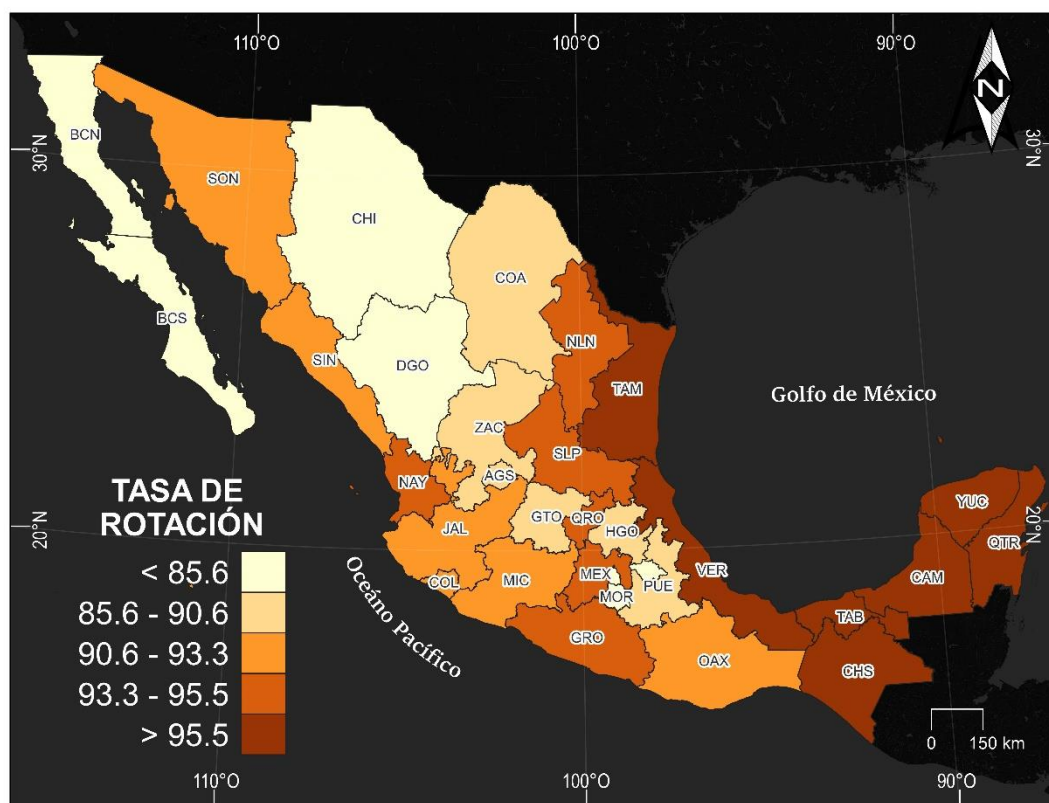 110°O
100°O
90°O
30°N
30°N
N
BCN
SON
CHI
COA
BCS
SIN
DGO
NLN
TAM
Golfo de México
ZAC
SLP
NAY
AGS
TASA DE
ROTACIÓN
20°N
20°N
YUC
JAL
GTO
QRO
HGO
QTR
< 85.6
85.6 - 90.6
90.6 - 93.3
93.3 - 95.5
> 95.5
Oceáno Pacífico
COL
MIC
MEX
MOR
PUE
VER
CAM
TAB
GRO
OAX
CHS
0 150 km
110°O
100°O
90°O